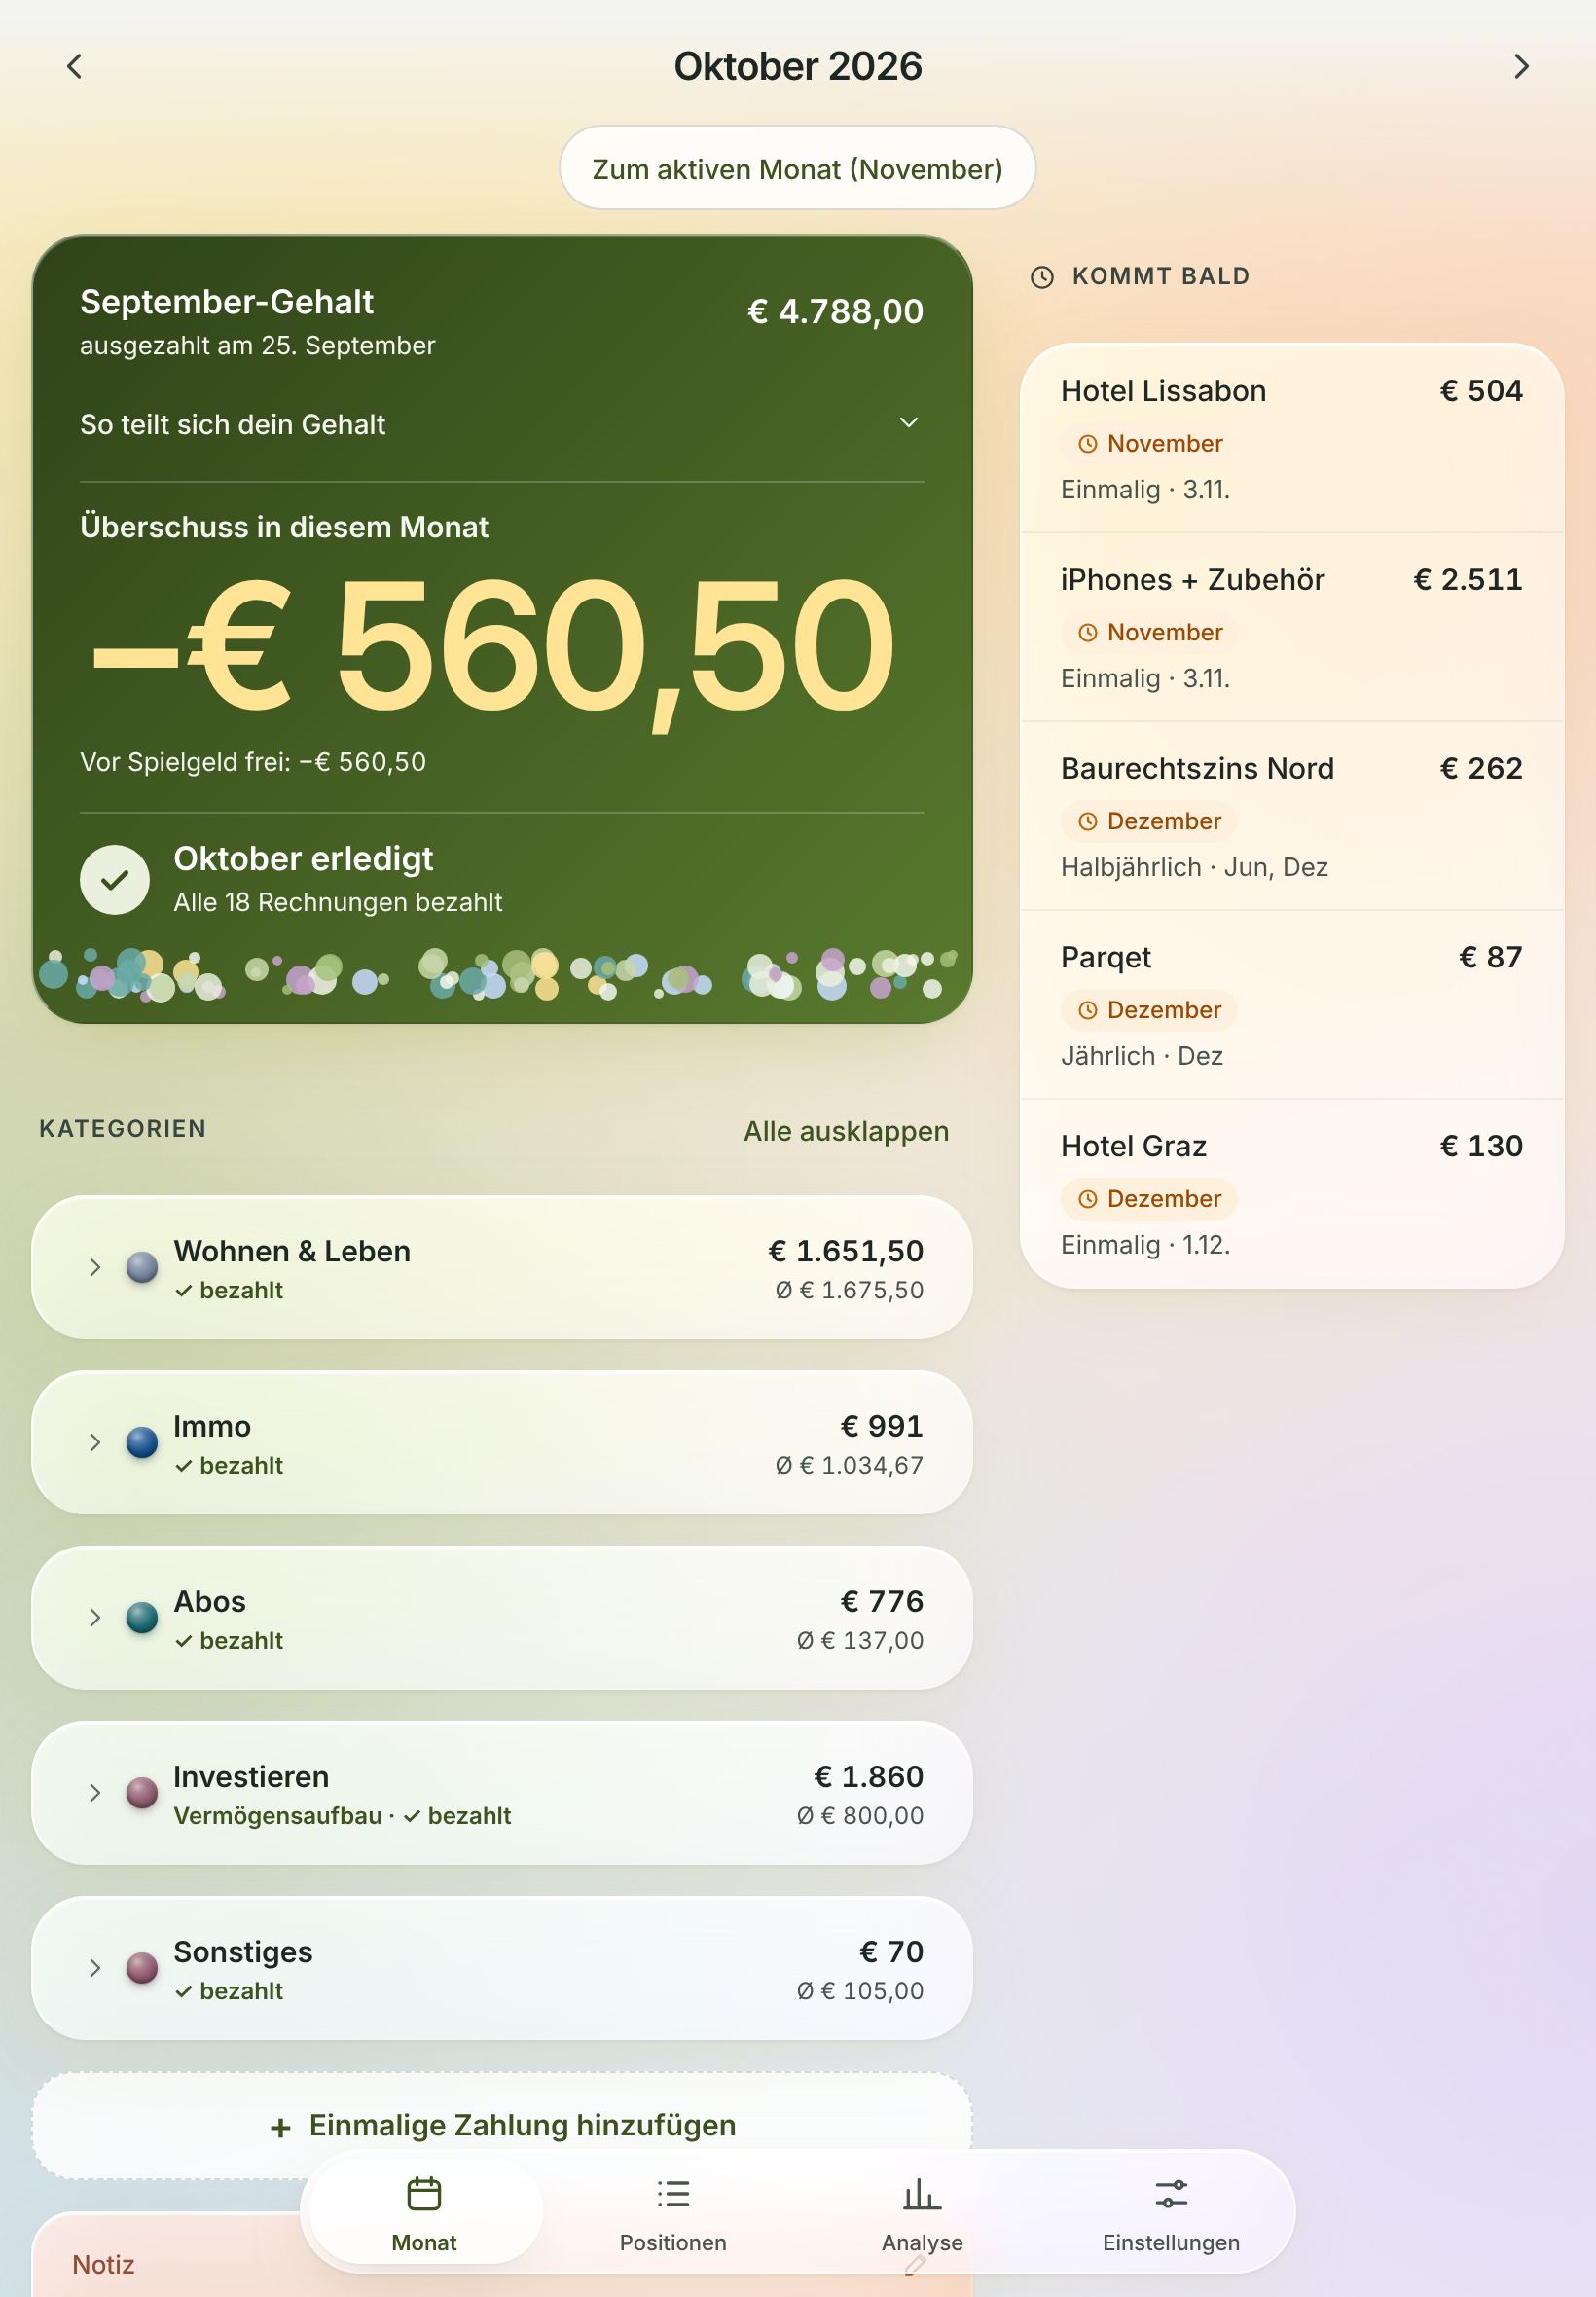 Oktober 2026
Zum aktiven Monat (November)
September-Gehalt
€ 4.788,00
ausgezahlt am 25. September
So teilt sich dein Gehalt
Überschuss in diesem Monat
−€ 560,50
Vor Spielgeld frei: −€ 560,50
Oktober erledigt
Alle 18 Rechnungen bezahlt
KATEGORIEN
Alle ausklappen
Wohnen & Leben
€ 1.651,50
✓ bezahlt
Ø € 1.675,50
Immo
€ 991
✓ bezahlt
Ø € 1.034,67
Abos
€ 776
✓ bezahlt
Ø € 137,00
Investieren
€ 1.860
Vermögensaufbau · ✓ bezahlt
Ø € 800,00
Sonstiges
€ 70
✓ bezahlt
Ø € 105,00
+ Einmalige Zahlung hinzufügen
Notiz
KOMMT BALD
Hotel Lissabon
€ 504
November
Einmalig · 3.11.
iPhones + Zubehör
€ 2.511
November
Einmalig · 3.11.
Baurechtszins Nord
€ 262
Dezember
Halbjährlich · Jun, Dez
Parqet
€ 87
Dezember
Jährlich · Dez
Hotel Graz
€ 130
Dezember
Einmalig · 1.12.
Monat
Positionen
Analyse
Einstellungen